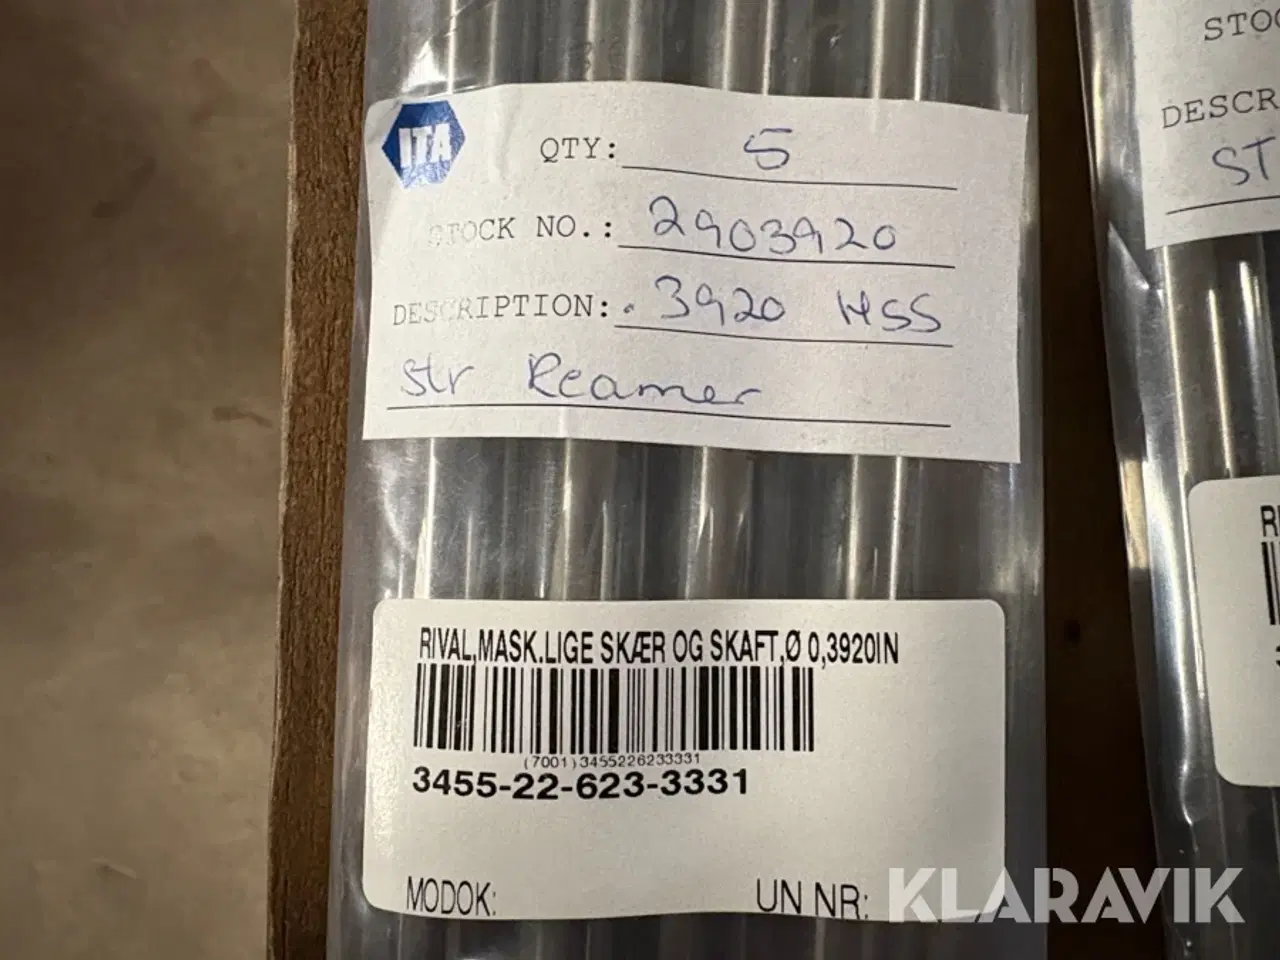 ITA
QTY: 5
STOCK NO.: 2903920
DESCRIPTION: .3920 HSS
Str Reamer
RIVAL,MASK.LIGE SKÆR OG SKAFT,Ø 0,3920IN
(7001)3455226233331
3455-22-623-3331
MODOK:
UN NR:
STOC
DESCR
ST
KLARAVIK